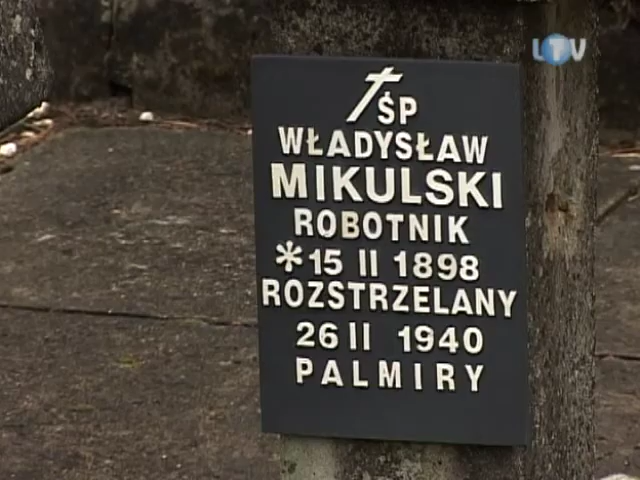 LTV
ŚP
WŁADYSŁAW
MIKULSKI
ROBOTNIK
*15 II 1898
ROZSTRZELANY
26 II 1940
PALMIRY